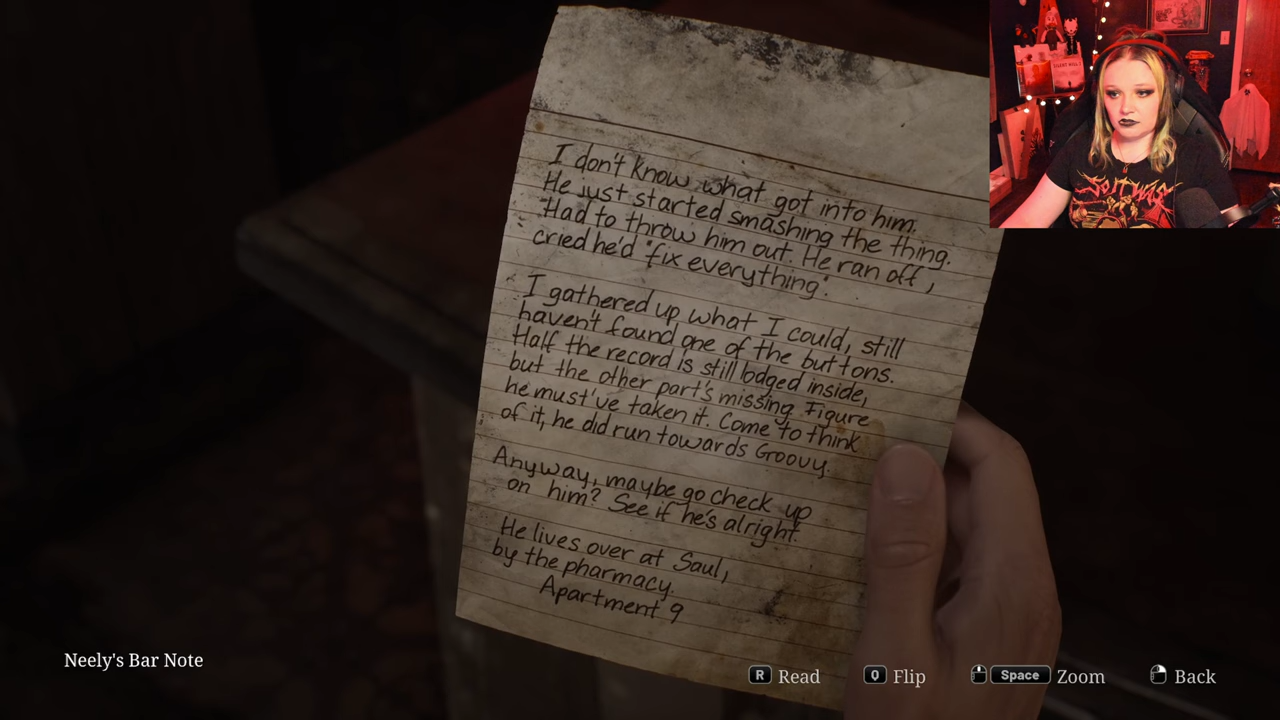 I don't know what got into him.
He just started smashing the thing.
Had to throw him out. He ran off,
cried he'd "fix everything".
I gathered up what I could, still
haven't found one of the buttons.
Half the record is still lodged inside,
but the other part's missing. Figure
he must've taken it. Come to think
of it, he did run towards Groovy.
Anyway, maybe go check up
on him? See if he's alright.
He lives over at Saul,
by the pharmacy.
Apartment 9
Neely's Bar Note
R Read
Q Flip
Space Zoom
Back